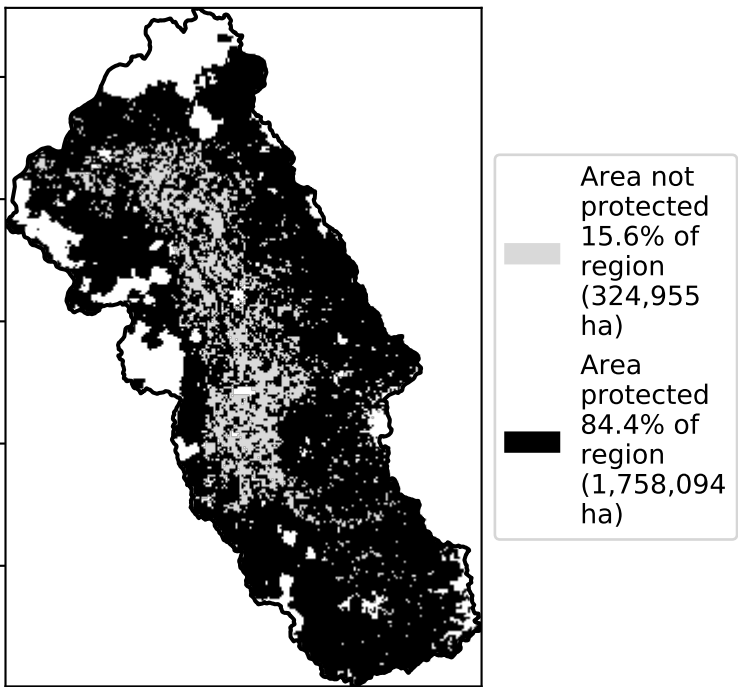 Area not
protected
15.6% of
region
(324,955
ha)
Area
protected
84.4% of
region
(1,758,094
ha)